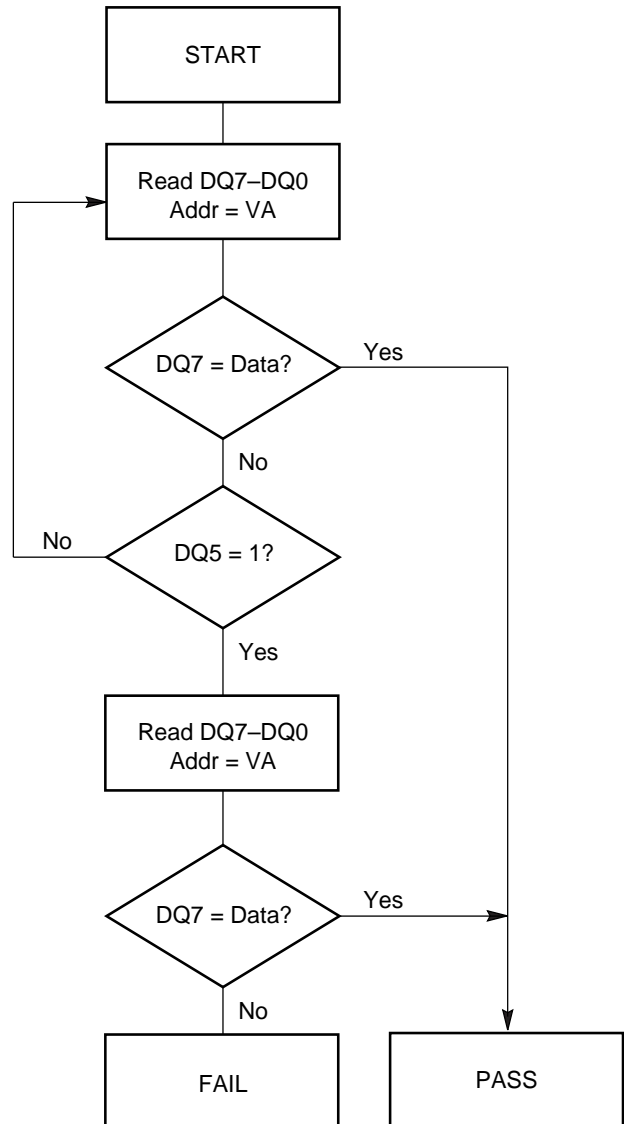 START
Read DQ7–DQ0
Addr = VA
DQ7 = Data?
Yes
No
DQ5 = 1?
No
Yes
Read DQ7–DQ0
Addr = VA
DQ7 = Data?
Yes
No
FAIL
PASS